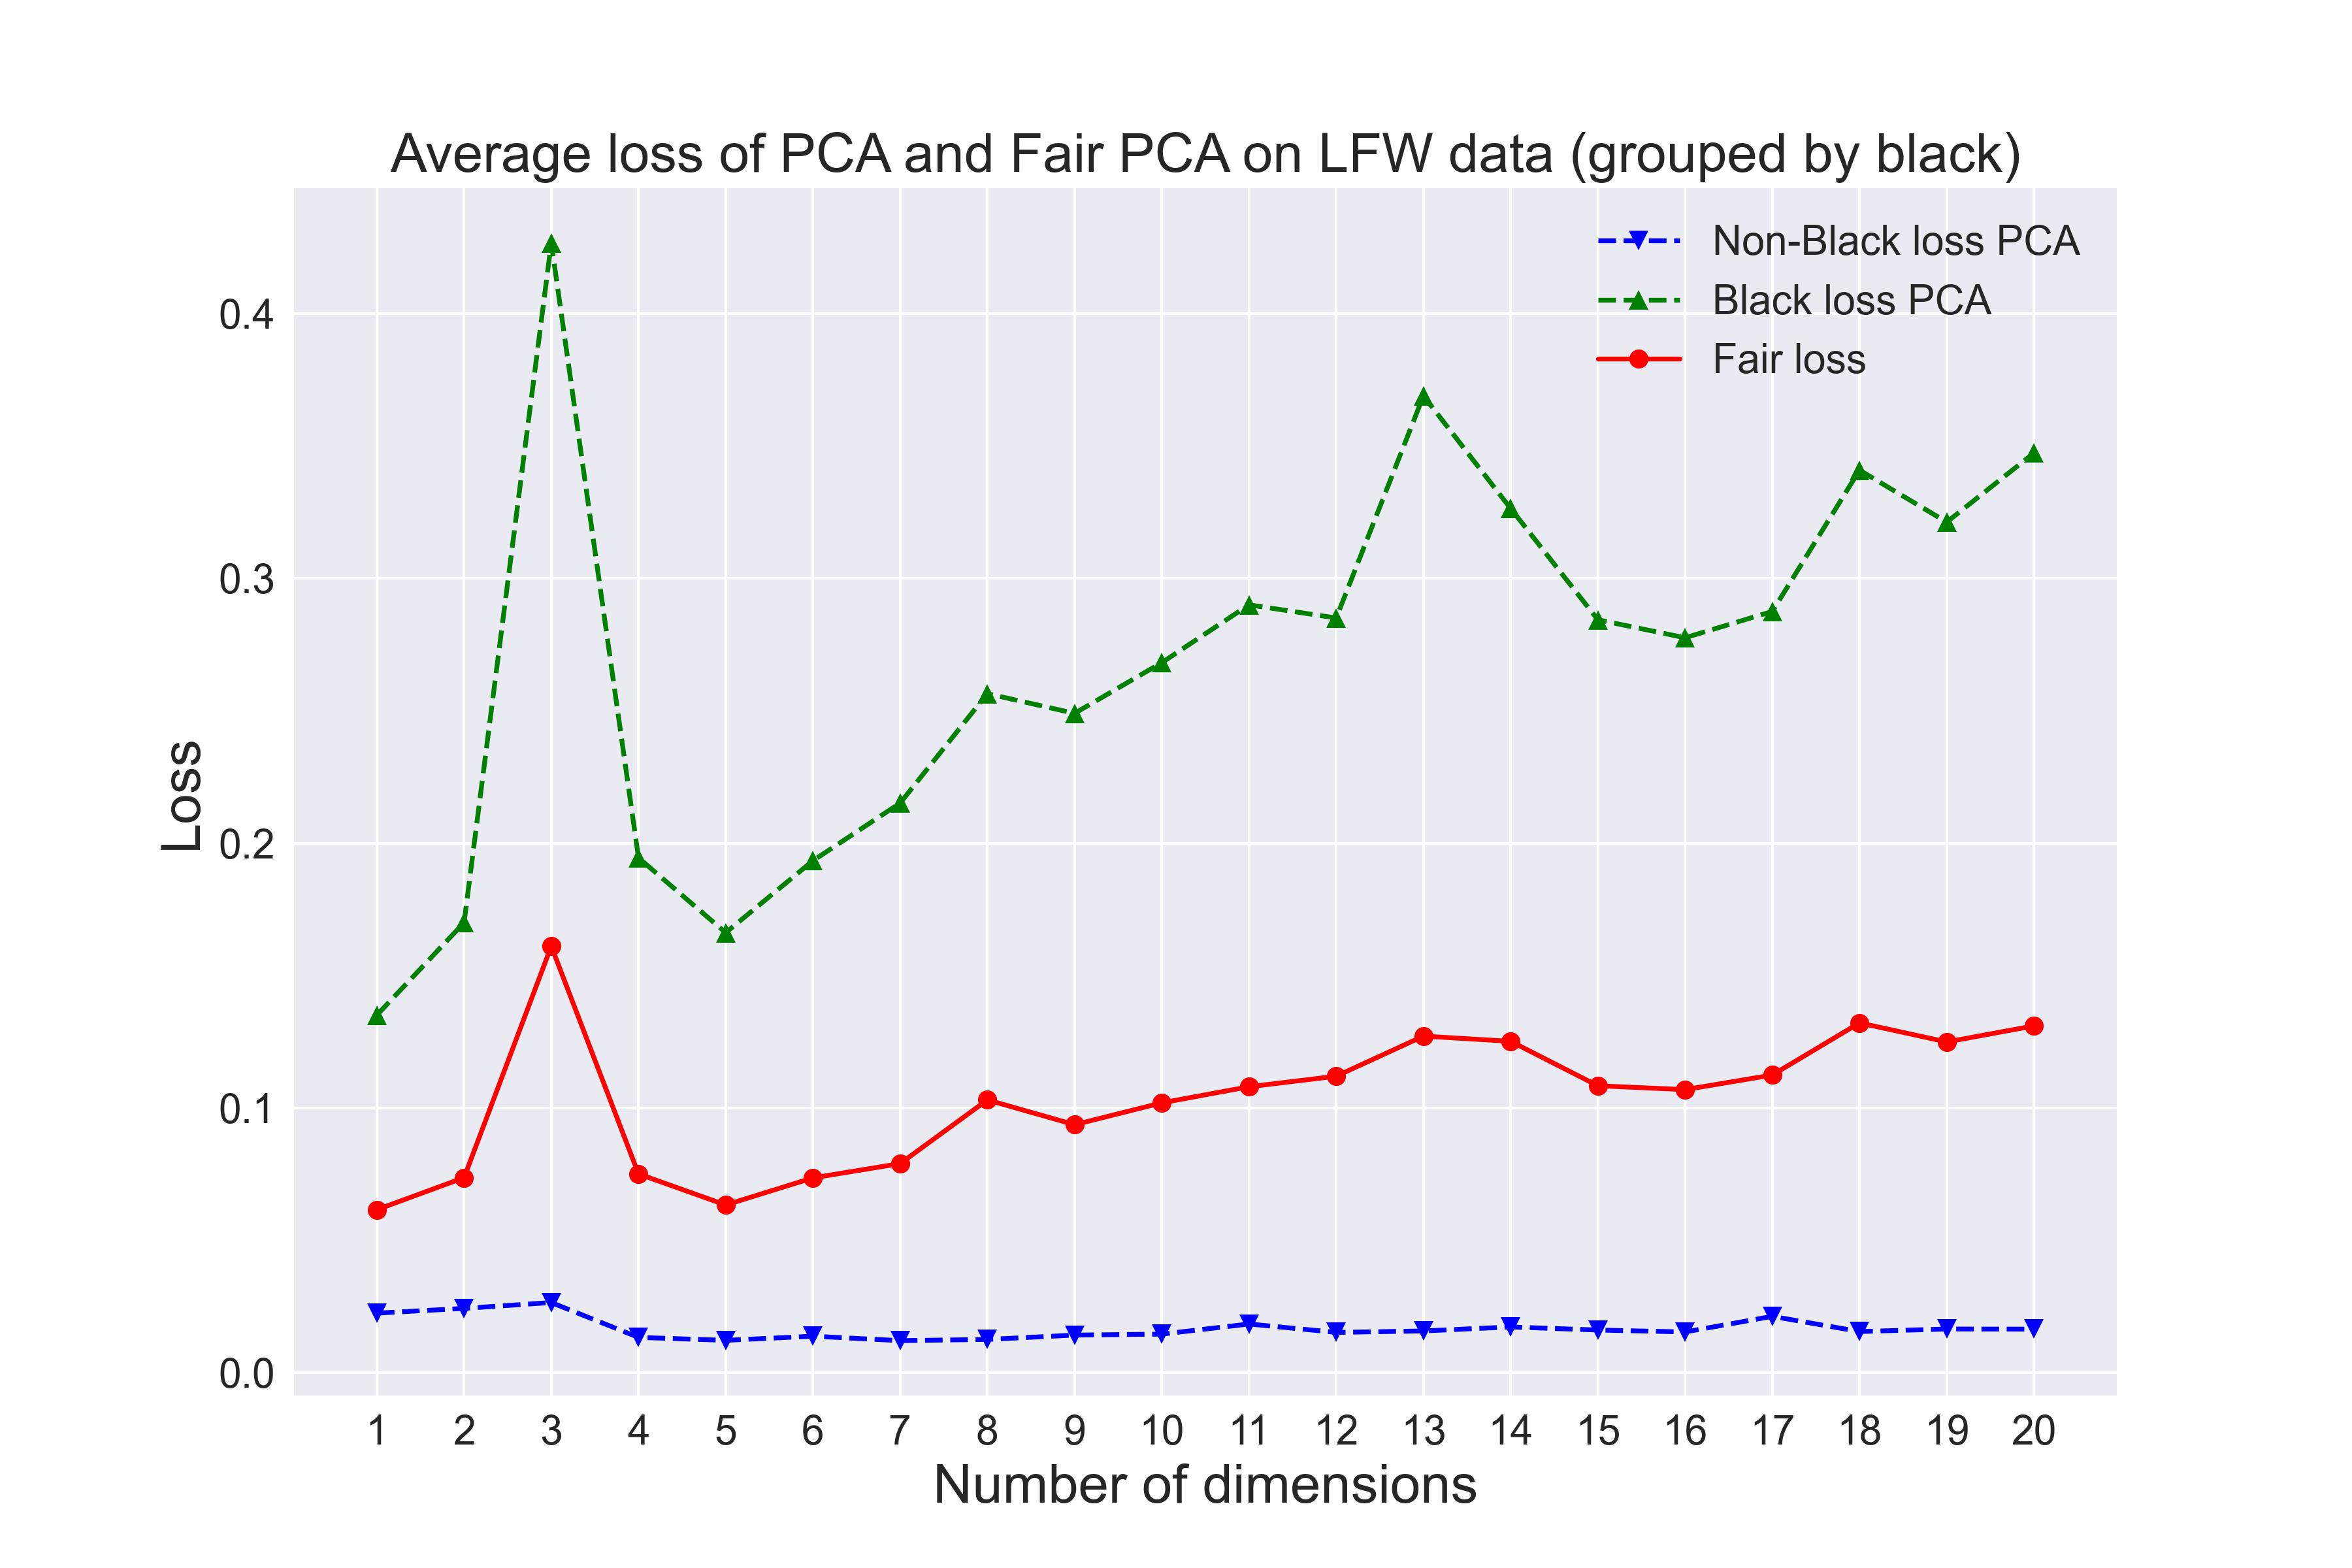 Average loss of PCA and Fair PCA on LFW data (grouped by black)
Non-Black loss PCA
Black loss PCA
Fair loss
Loss
0.4
0.3
0.2
0.1
0.0
1 2 3 4 5 6 7 8 9 10 11 12 13 14 15 16 17 18 19 20
Number of dimensions